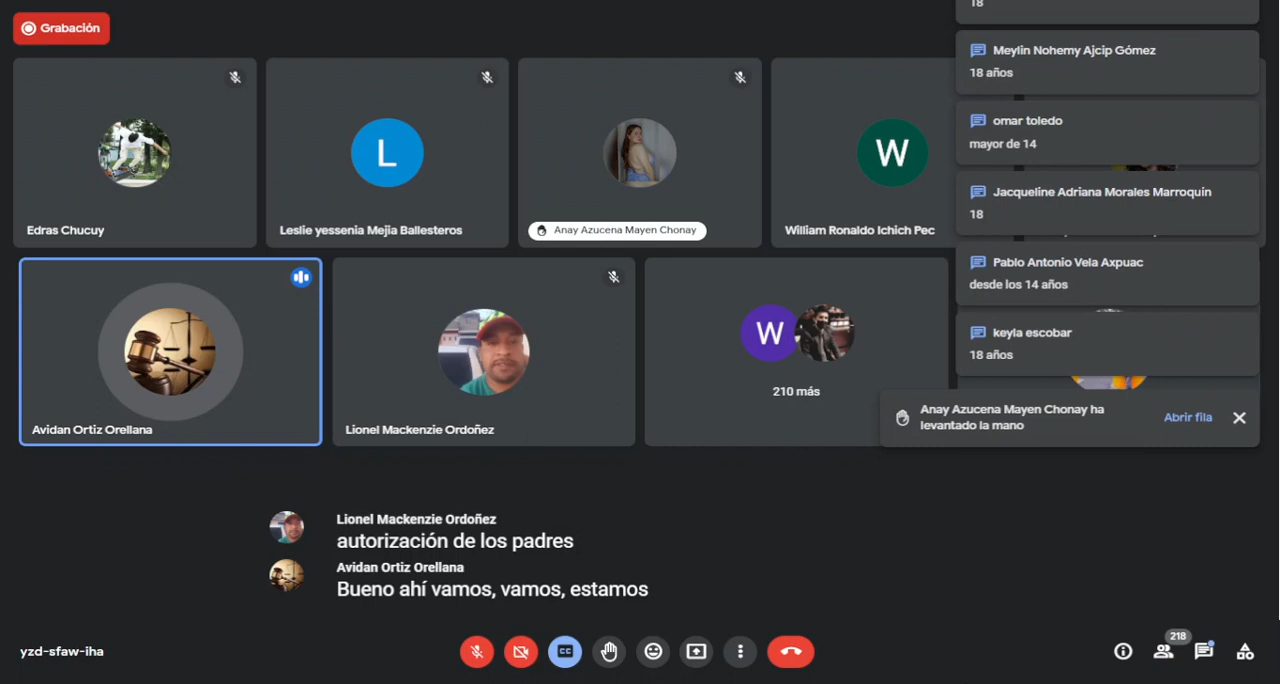 Grabación
18
Meylin Nohemy Ajcip Gómez
18 años
omar toledo
mayor de 14
Jacqueline Adriana Morales Marroquín
18
Pablo Antonio Vela Axpuac
desde los 14 años
keyla escobar
18 años
L
W
Edras Chucuy
Leslie yessenia Mejia Ballesteros
Anay Azucena Mayen Chonay
William Ronaldo Ichich Pec
W
210 más
Anay Azucena Mayen Chonay ha
levantado la mano
Abrir fila
Avidan Ortiz Orellana
Lionel Mackenzie Ordoñez
Lionel Mackenzie Ordoñez
autorización de los padres
Avidan Ortiz Orellana
Bueno ahí vamos, vamos, estamos
yzd-sfaw-iha
CC
218